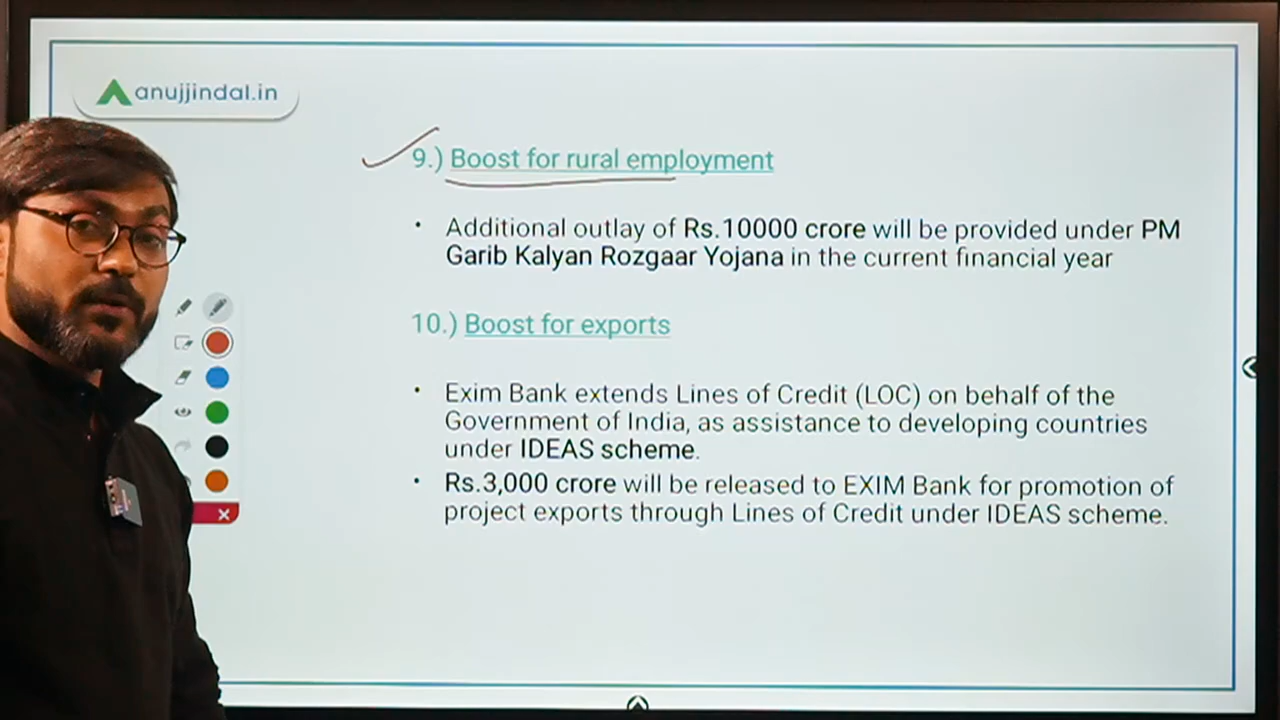 anujjindal.in
9.) Boost for rural employment
• Additional outlay of Rs.10000 crore will be provided under PM
Garib Kalyan Rozgaar Yojana in the current financial year
10.) Boost for exports
• Exim Bank extends Lines of Credit (LOC) on behalf of the
Government of India, as assistance to developing countries
under IDEAS scheme.
• Rs.3,000 crore will be released to EXIM Bank for promotion of
project exports through Lines of Credit under IDEAS scheme.